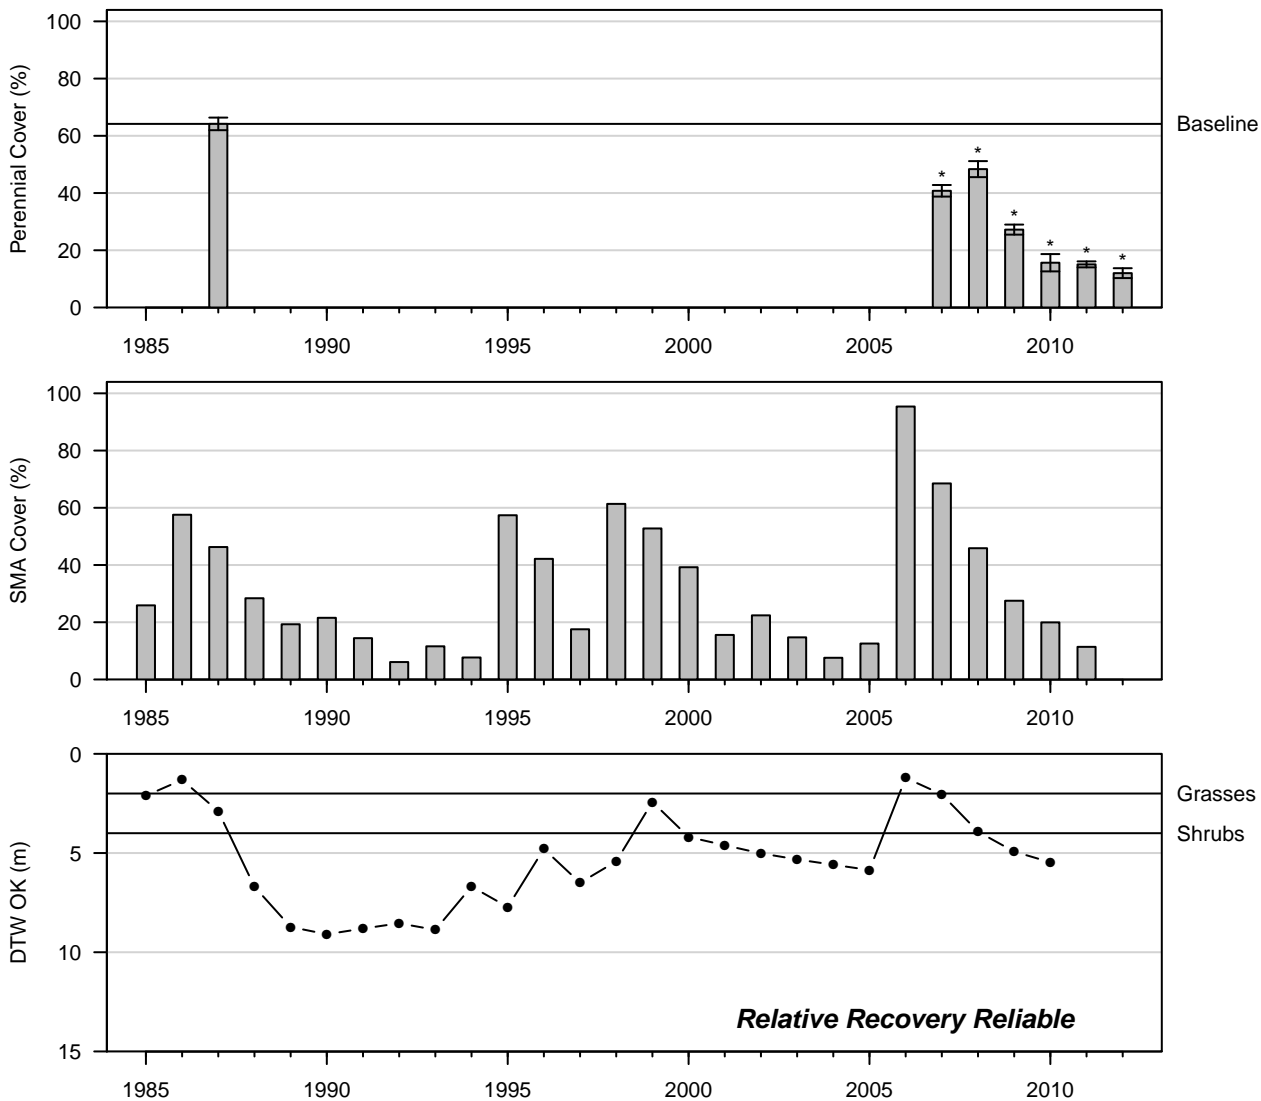 Perennial Cover (%)
100
80
60
40
20
0
Baseline
*
*
*
*
*
*
1985 1990 1995 2000 2005 2010
SMA Cover (%)
100
80
60
40
20
0
1985 1990 1995 2000 2005 2010
DTW OK (m)
0
5
10
15
Grasses
Shrubs
Relative Recovery Reliable
1985 1990 1995 2000 2005 2010